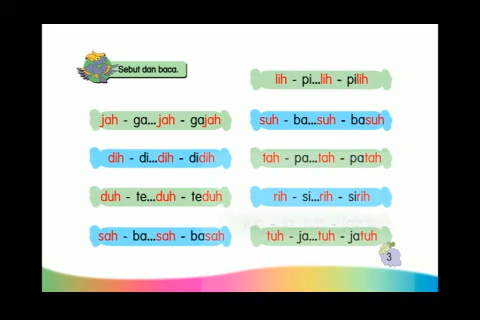 Sebut dan baca.
jah - ga...jah - gajah
dih - di...dih - didih
duh - te...duh - teduh
sah - ba...sah - basah
lih - pi...lih - pilih
suh - ba...suh - basuh
tah - pa...tah - patah
rih - si...rih - sirih
tuh - ja...tuh - jatuh
3